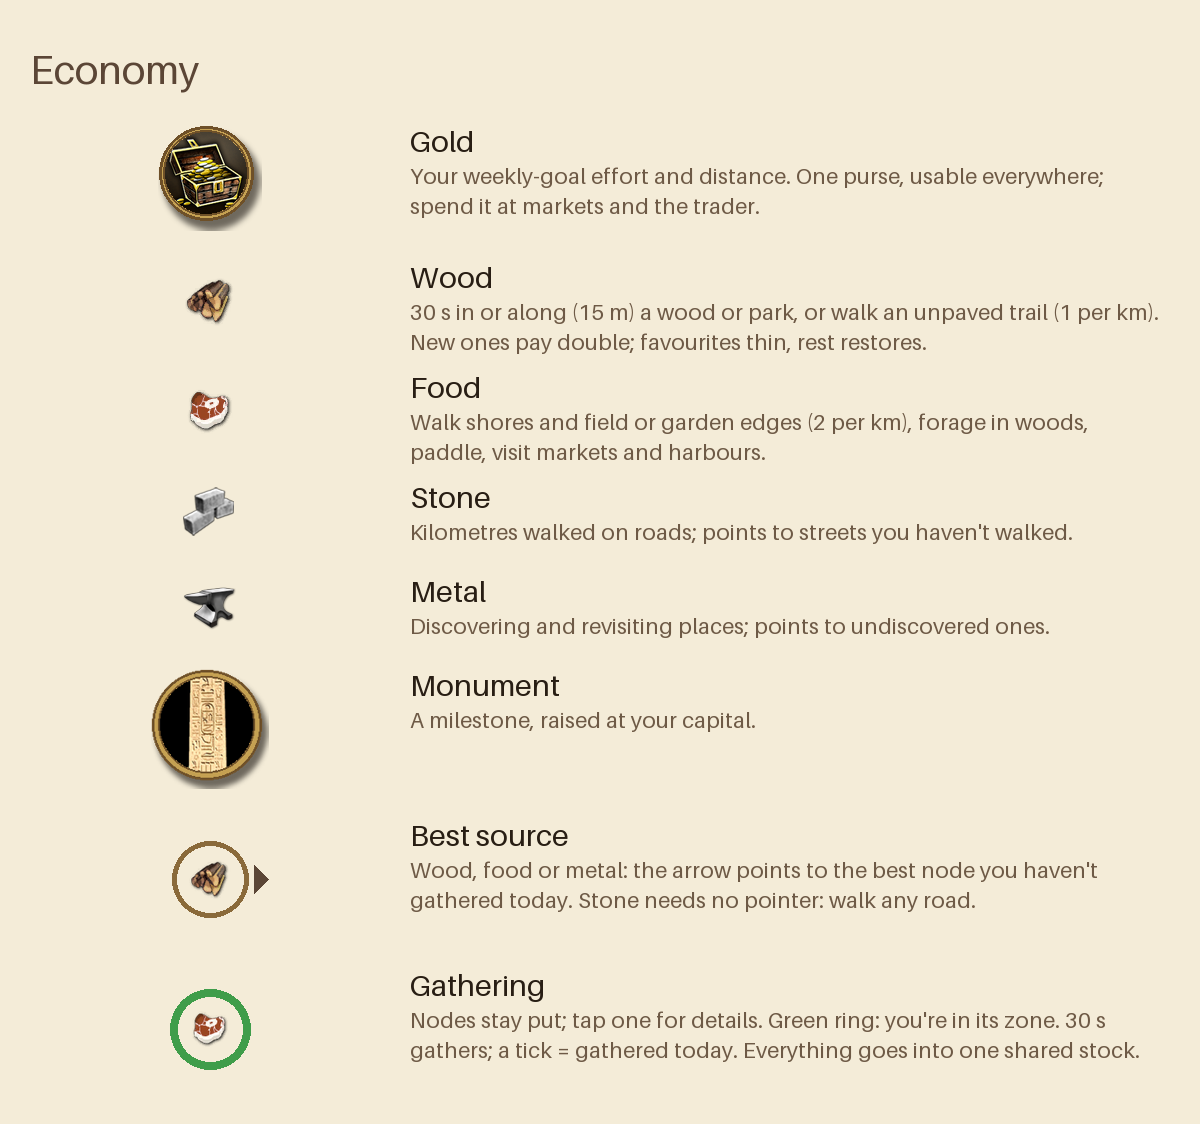 Economy
Gold
Your weekly-goal effort and distance. One purse, usable everywhere;
spend it at markets and the trader.
Wood
30 s in or along (15 m) a wood or park, or walk an unpaved trail (1 per km).
New ones pay double; favourites thin, rest restores.
Food
Walk shores and field or garden edges (2 per km), forage in woods,
paddle, visit markets and harbours.
Stone
Kilometres walked on roads; points to streets you haven't walked.
Metal
Discovering and revisiting places; points to undiscovered ones.
Monument
A milestone, raised at your capital.
Best source
Wood, food or metal: the arrow points to the best node you haven't
gathered today. Stone needs no pointer: walk any road.
Gathering
Nodes stay put; tap one for details. Green ring: you're in its zone. 30 s
gathers; a tick = gathered today. Everything goes into one shared stock.